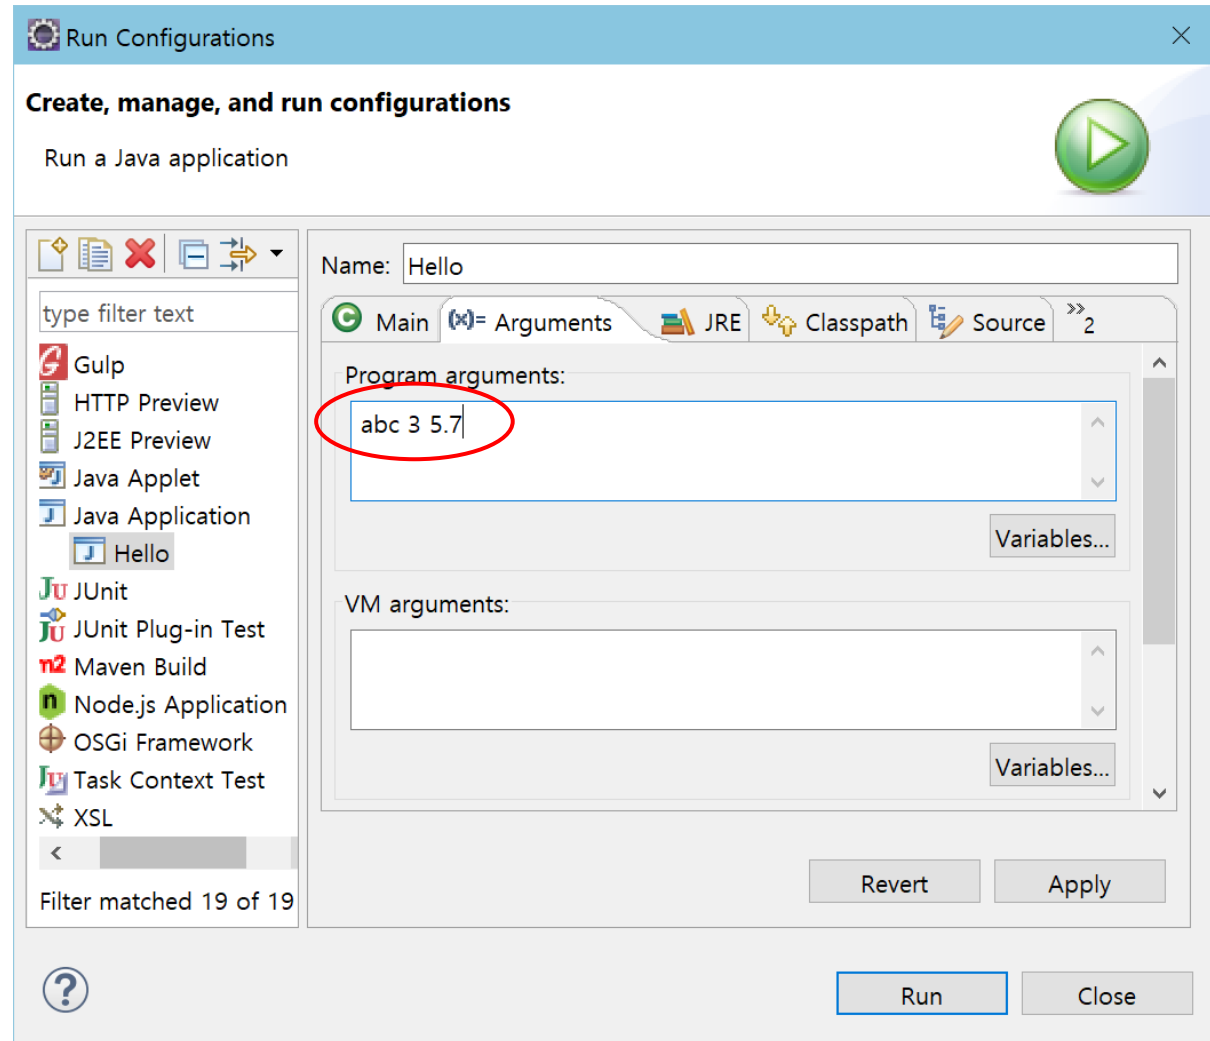 Run Configurations
Create, manage, and run configurations
Run a Java application
type filter text
Gulp
HTTP Preview
J2EE Preview
Java Applet
Java Application
Hello
JUnit
JUnit Plug-in Test
Maven Build
Node.js Application
OSGi Framework
Task Context Test
XSL
Filter matched 19 of 19
Name: Hello
Main (x)= Arguments JRE Classpath Source »2
Program arguments:
abc 3 5.7
Variables...
VM arguments:
Variables...
Revert Apply
Run Close